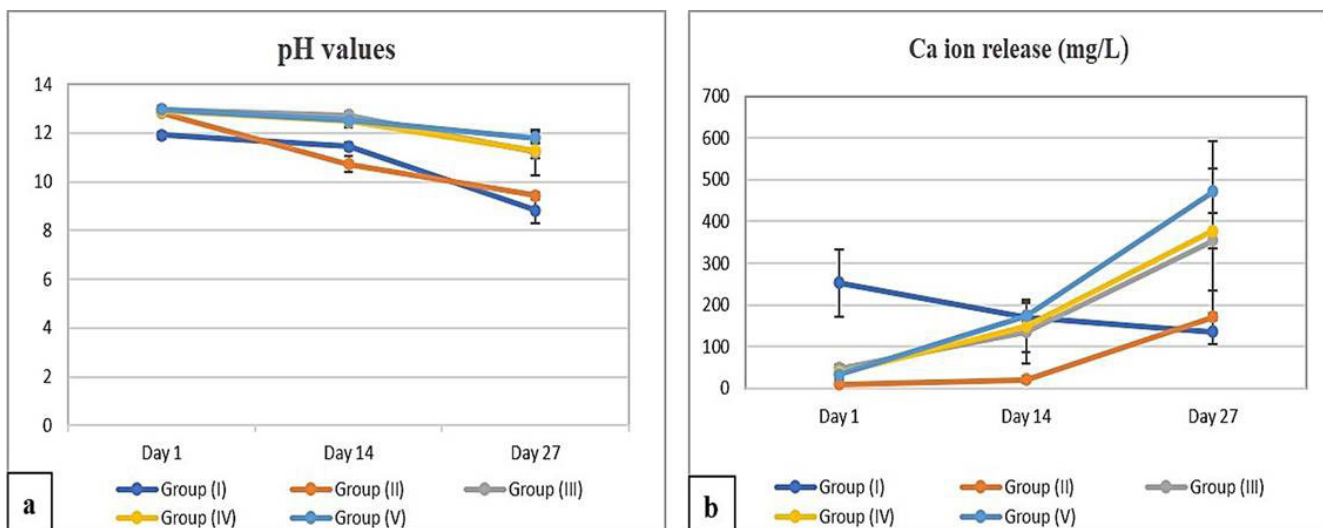 pH values
14
12
10
8
6
4
2
0
Day 1 Day 14 Day 27
Group (I) Group (II) Group (III)
Group (IV) Group (V)
a
Ca ion release (mg/L)
700
600
500
400
300
200
100
0
Day 1 Day 14 Day 27
Group (I) Group (II) Group (III)
Group (IV) Group (V)
b